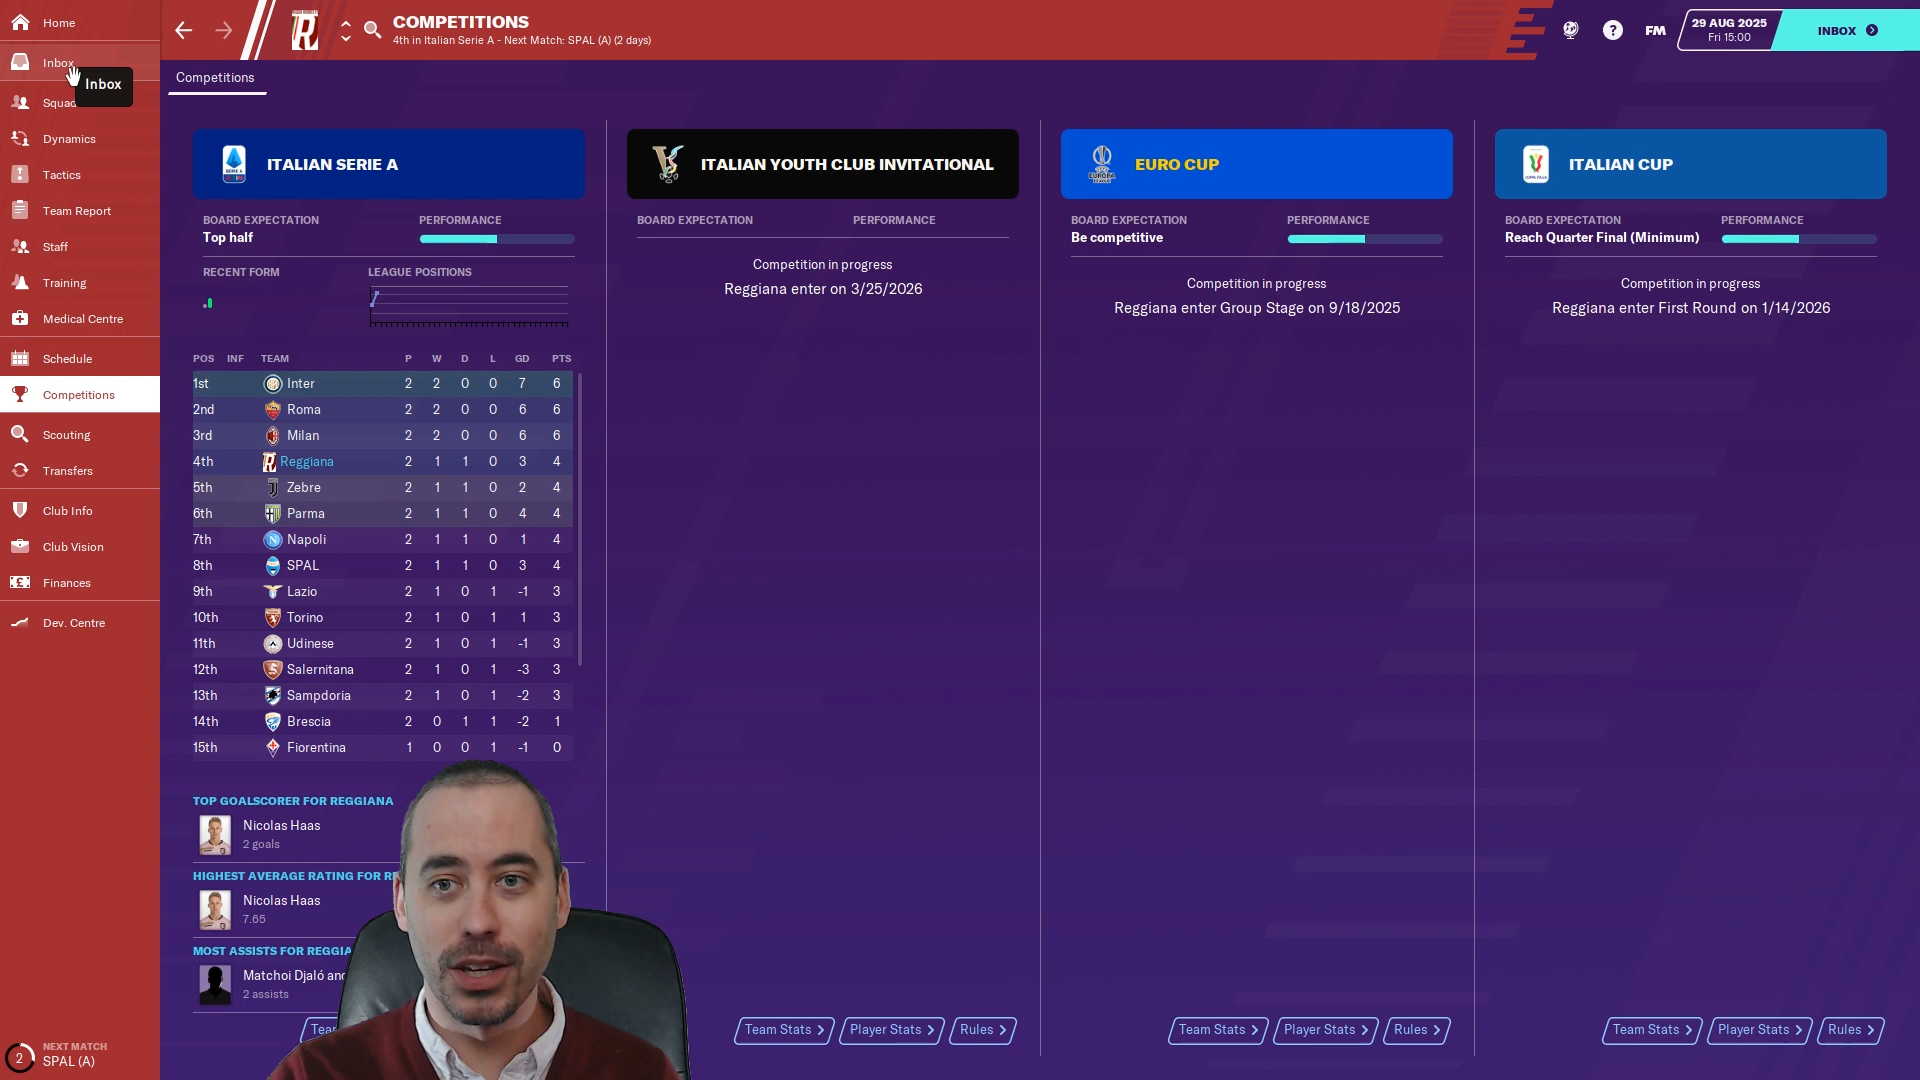 Home
Inbox
Inbox
Squad
Dynamics
Tactics
Team Report
Staff
Training
Medical Centre
Schedule
Competitions
Scouting
Transfers
Club Info
Club Vision
Finances
Dev. Centre
2
NEXT MATCH
SPAL (A)
COMPETITIONS
4th in Italian Serie A - Next Match: SPAL (A) (2 days)
FM
29 AUG 2025
Fri 15:00
INBOX
Competitions
ITALIAN SERIE A
BOARD EXPECTATION PERFORMANCE
Top half
RECENT FORM LEAGUE POSITIONS
POS INF TEAM P W D L GD PTS
1st Inter 2 2 0 0 7 6
2nd Roma 2 2 0 0 6 6
3rd Milan 2 2 0 0 6 6
4th Reggiana 2 1 1 0 3 4
5th Zebre 2 1 1 0 2 4
6th Parma 2 1 1 0 4 4
7th Napoli 2 1 1 0 1 4
8th SPAL 2 1 1 0 3 4
9th Lazio 2 1 0 1 -1 3
10th Torino 2 1 0 1 1 3
11th Udinese 2 1 0 1 -1 3
12th Salernitana 2 1 0 1 -3 3
13th Sampdoria 2 1 0 1 -2 3
14th Brescia 2 0 1 1 -2 1
15th Fiorentina 1 0 0 1 -1 0
TOP GOALSCORER FOR REGGIANA
Nicolas Haas
2 goals
HIGHEST AVERAGE RATING FOR RE
Nicolas Haas
7.65
MOST ASSISTS FOR REGGIA
Matchoi Djaló and
2 assists
ITALIAN YOUTH CLUB INVITATIONAL
BOARD EXPECTATION PERFORMANCE
Competition in progress
Reggiana enter on 3/25/2026
Team Stats Player Stats Rules
EURO CUP
BOARD EXPECTATION PERFORMANCE
Be competitive
Competition in progress
Reggiana enter Group Stage on 9/18/2025
Team Stats Player Stats Rules
ITALIAN CUP
BOARD EXPECTATION PERFORMANCE
Reach Quarter Final (Minimum)
Competition in progress
Reggiana enter First Round on 1/14/2026
Team Stats Player Stats Rules